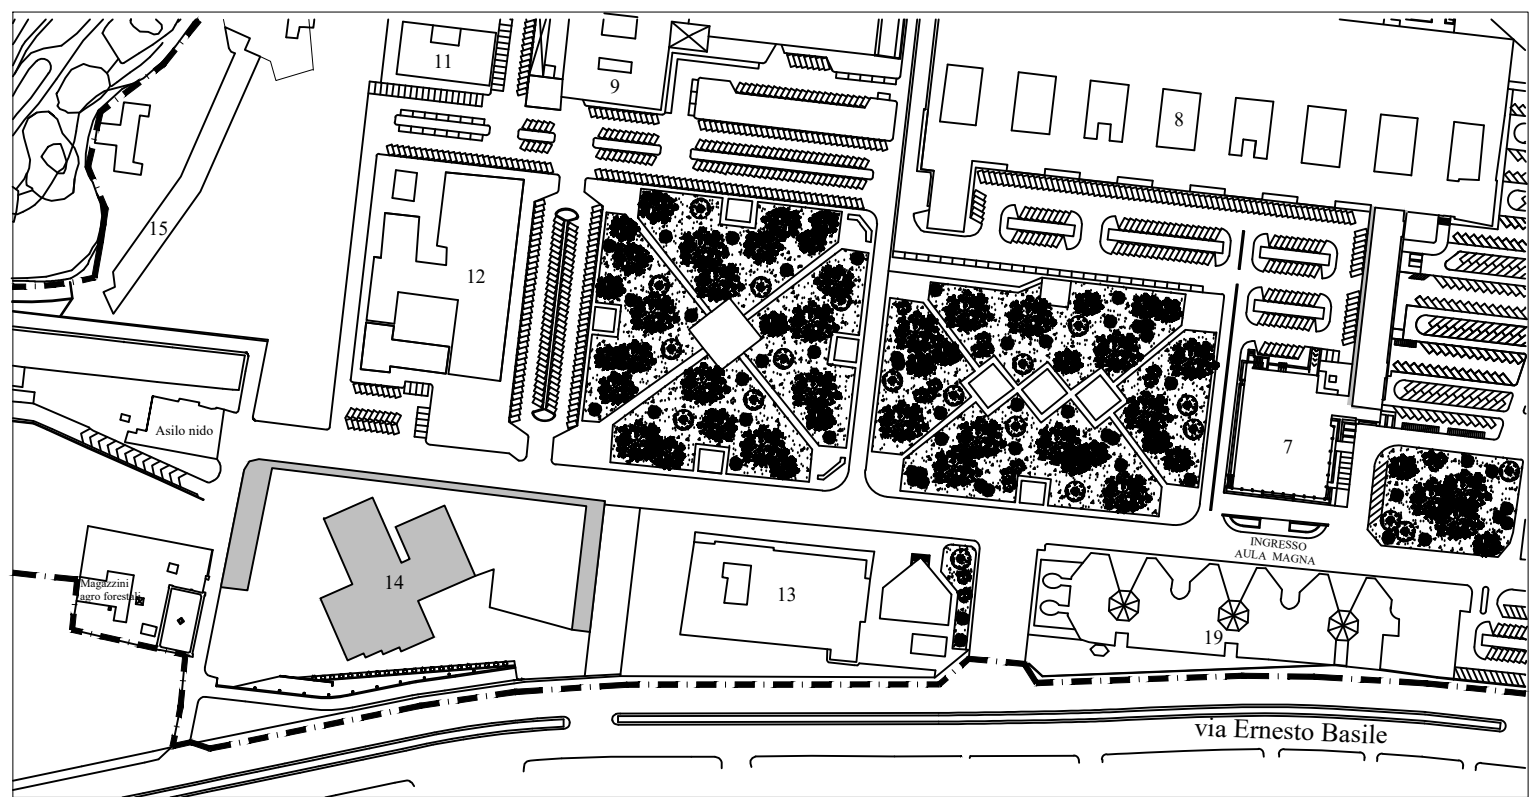 11
9
8
15
12
Asilo nido
7
INGRESSO
AULA MAGNA
14
Magazzini
agro forestali
13
19
via Ernesto Basile